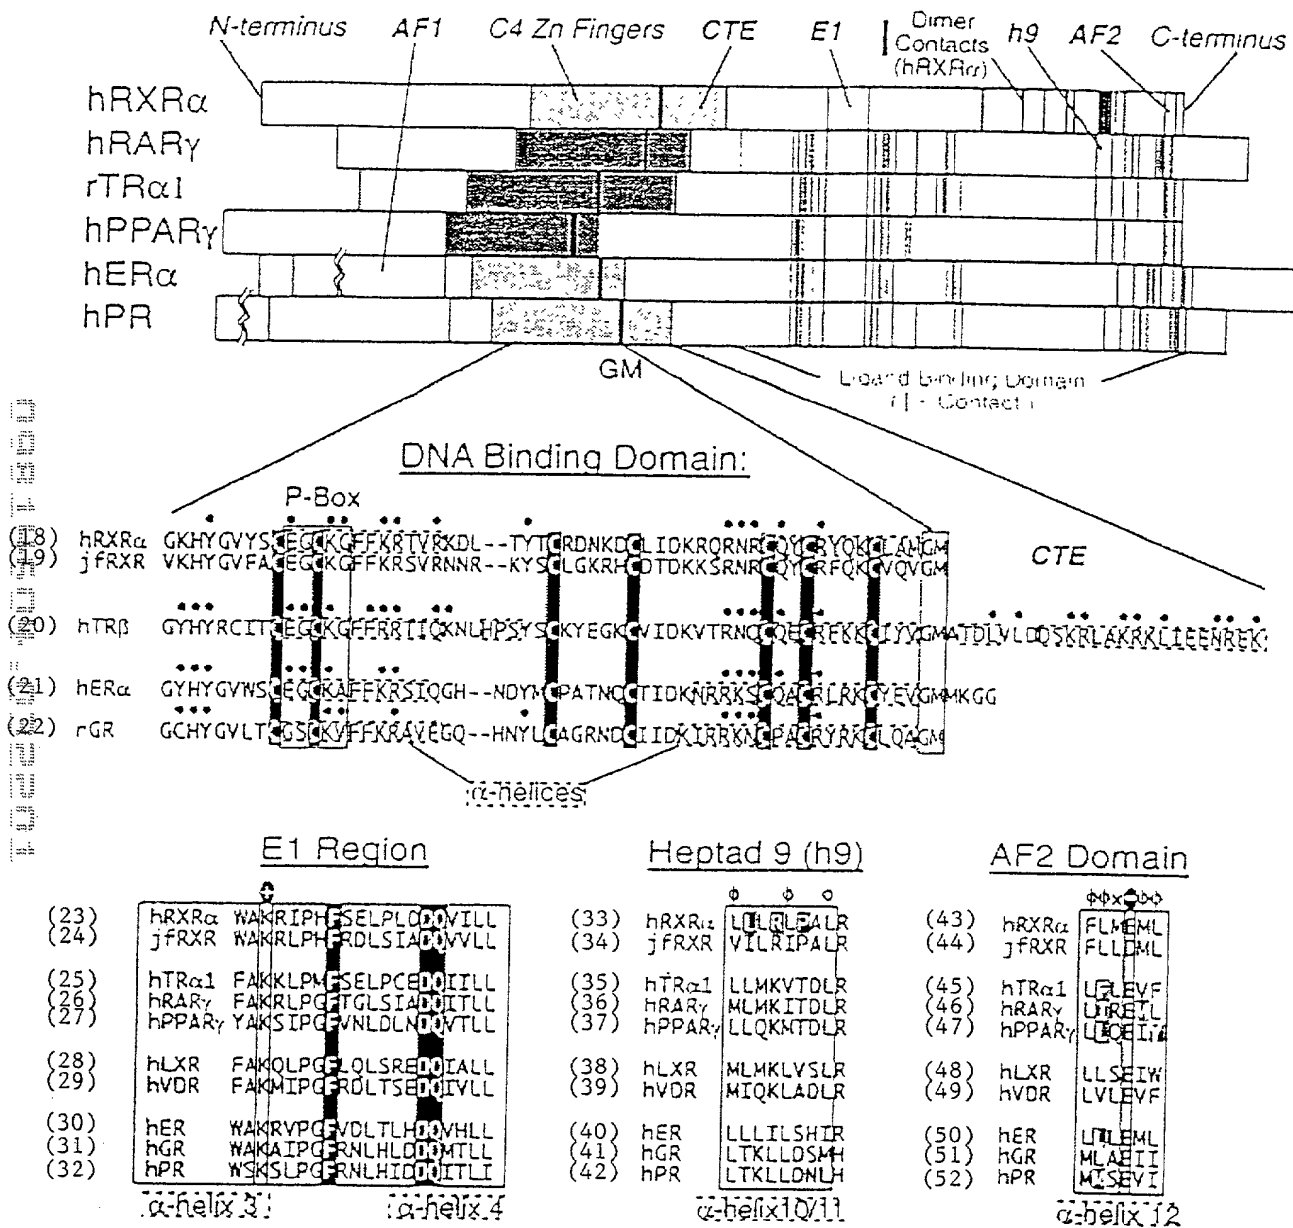 N-terminus AF1 C4 Zn Fingers CTE E1 Dimer Contacts (hRXRα) h9 AF2 C-terminus
hRXRα
hRARγ
rTRα1
hPPARγ
hERα
hPR
GM
Ligand Binding Domain
( | - Contact )
DNA Binding Domain:
P-Box
(18) hRXRα GKHYGVYSCEGCKGFFKRTVRKDL--TYTCRDNKDCLIDKRQRNRCQYCRYQKCLAMGM
(19) jfRXR VKHYGVFACEGCKGFFKRSVRNNR--KYSCLGKRHCDTDKKSRNRCQYCRFQKCVQVGM
CTE
(20) hTRβ GYHYRCITCEGCKGFFRRTIQKNLHPSYSCKYEGKCVIDKVTRNQCQECRFKKCIYVGMATDLVLDDSKRLAKRKLIEENREK
(21) hERα GYHYGVWSCEGCKAFFKRSIQGH--NDYMCPATNQCTIDKNRRKSCQACRLRKCYEVGMMKGG
(22) rGR GCHYGVLTCGSCKVFFKRAVEGQ--HNYLCAGRNDCIIDKIRRKNCPACRYRKCLQAGM
α-helices
E1 Region
(23) hRXRα WAKRIPHFSELPLDDQVILL
(24) jfRXR WAKRLPHFRDLSIADQVVLL
(25) hTRα1 FAKKLPMFSELPCEDQIILL
(26) hRARγ FAKRLPGFTGLSIADQITLL
(27) hPPARγ YAKSIPGFVNLDLNDQVTLL
(28) hLXR FAKQLPGFLQLSREDQIALL
(29) hVDR FAKMIPGFRDLTSEDQIVLL
(30) hER WAKRVPGFVDLTLHDQVHLL
(31) hGR WAKAIPGFRNLHLDDQMTLL
(32) hPR WSKSLPGFRNLHIDDQITLI
α-helix 3 α-helix 4
Heptad 9 (h9)
(33) hRXRα LLLRLPALR
(34) jfRXR VILRIPALR
(35) hTRα1 LLMKVTDLR
(36) hRARγ MLMKITDLR
(37) hPPARγ LLQKMTDLR
(38) hLXR MLMKLVSLR
(39) hVDR MIQKLADLR
(40) hER LLLILSHIR
(41) hGR LTKLLDSMH
(42) hPR LTKLLDNLH
α-helix10/11
AF2 Domain
ϕϕx⊖ϕϕ
(43) hRXRα FLMEML
(44) jfRXR FLLDML
(45) hTRα1 LFLEVF
(46) hRARγ
(47) hPPARγ
(48) hLXR LLSEIW
(49) hVDR LVLEVF
(50) hER LLLEML
(51) hGR MLAEII
(52) hPR MISEVI
α-helix 12